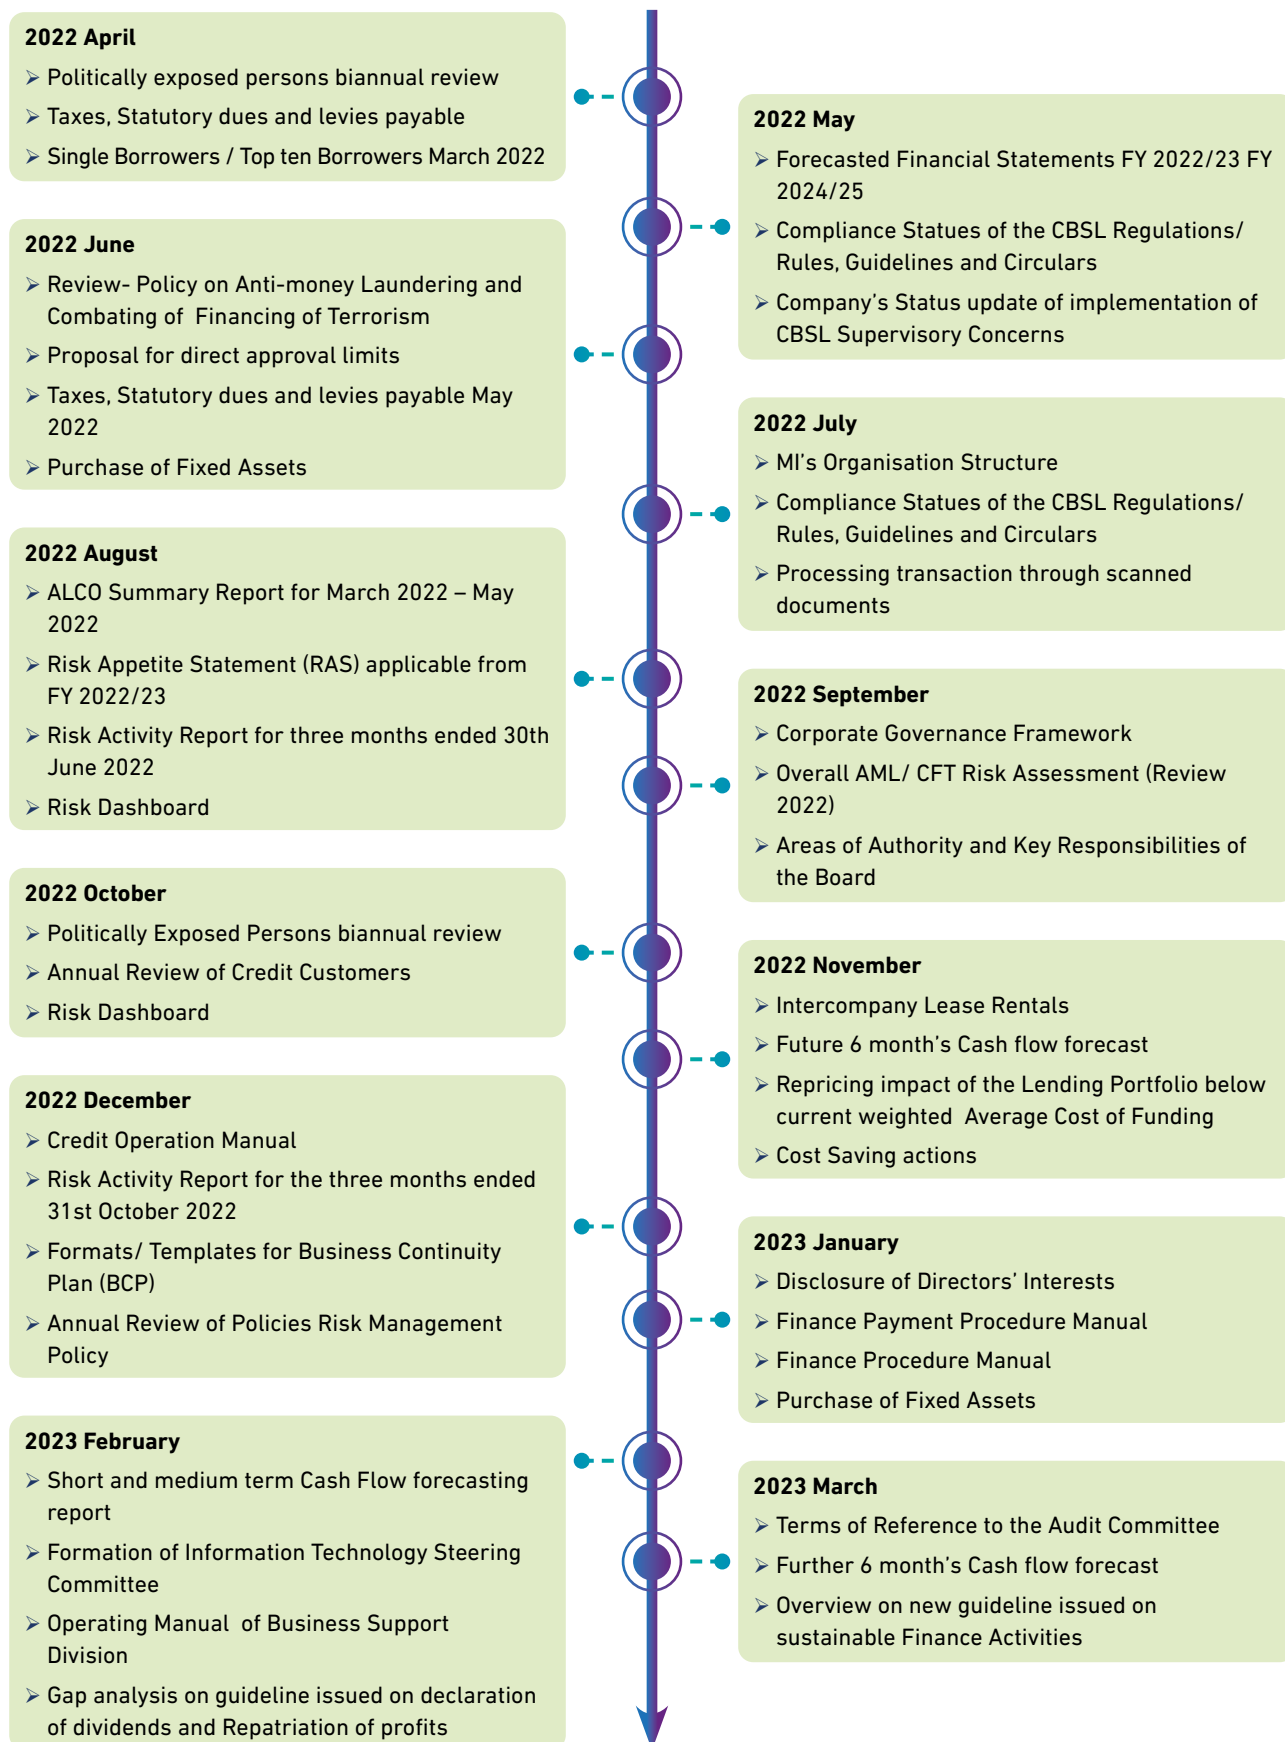 2022 April
➢ Politically exposed persons biannual review
➢ Taxes, Statutory dues and levies payable
➢ Single Borrowers / Top ten Borrowers March 2022
2022 May
➢ Forecasted Financial Statements FY 2022/23 FY
2024/25
➢ Compliance Statues of the CBSL Regulations/
Rules, Guidelines and Circulars
➢ Company's Status update of implementation of
CBSL Supervisory Concerns
2022 June
➢ Review- Policy on Anti-money Laundering and
Combating of Financing of Terrorism
➢ Proposal for direct approval limits
➢ Taxes, Statutory dues and levies payable May
2022
➢ Purchase of Fixed Assets
2022 July
➢ MI's Organisation Structure
➢ Compliance Statues of the CBSL Regulations/
Rules, Guidelines and Circulars
➢ Processing transaction through scanned
documents
2022 August
➢ ALCO Summary Report for March 2022 – May
2022
➢ Risk Appetite Statement (RAS) applicable from
FY 2022/23
➢ Risk Activity Report for three months ended 30th
June 2022
➢ Risk Dashboard
2022 September
➢ Corporate Governance Framework
➢ Overall AML/ CFT Risk Assessment (Review
2022)
➢ Areas of Authority and Key Responsibilities of
the Board
2022 October
➢ Politically Exposed Persons biannual review
➢ Annual Review of Credit Customers
➢ Risk Dashboard
2022 November
➢ Intercompany Lease Rentals
➢ Future 6 month's Cash flow forecast
➢ Repricing impact of the Lending Portfolio below
current weighted Average Cost of Funding
➢ Cost Saving actions
2022 December
➢ Credit Operation Manual
➢ Risk Activity Report for the three months ended
31st October 2022
➢ Formats/ Templates for Business Continuity
Plan (BCP)
➢ Annual Review of Policies Risk Management
Policy
2023 January
➢ Disclosure of Directors' Interests
➢ Finance Payment Procedure Manual
➢ Finance Procedure Manual
➢ Purchase of Fixed Assets
2023 February
➢ Short and medium term Cash Flow forecasting
report
➢ Formation of Information Technology Steering
Committee
➢ Operating Manual of Business Support
Division
➢ Gap analysis on guideline issued on declaration
of dividends and Repatriation of profits
2023 March
➢ Terms of Reference to the Audit Committee
➢ Further 6 month's Cash flow forecast
➢ Overview on new guideline issued on
sustainable Finance Activities